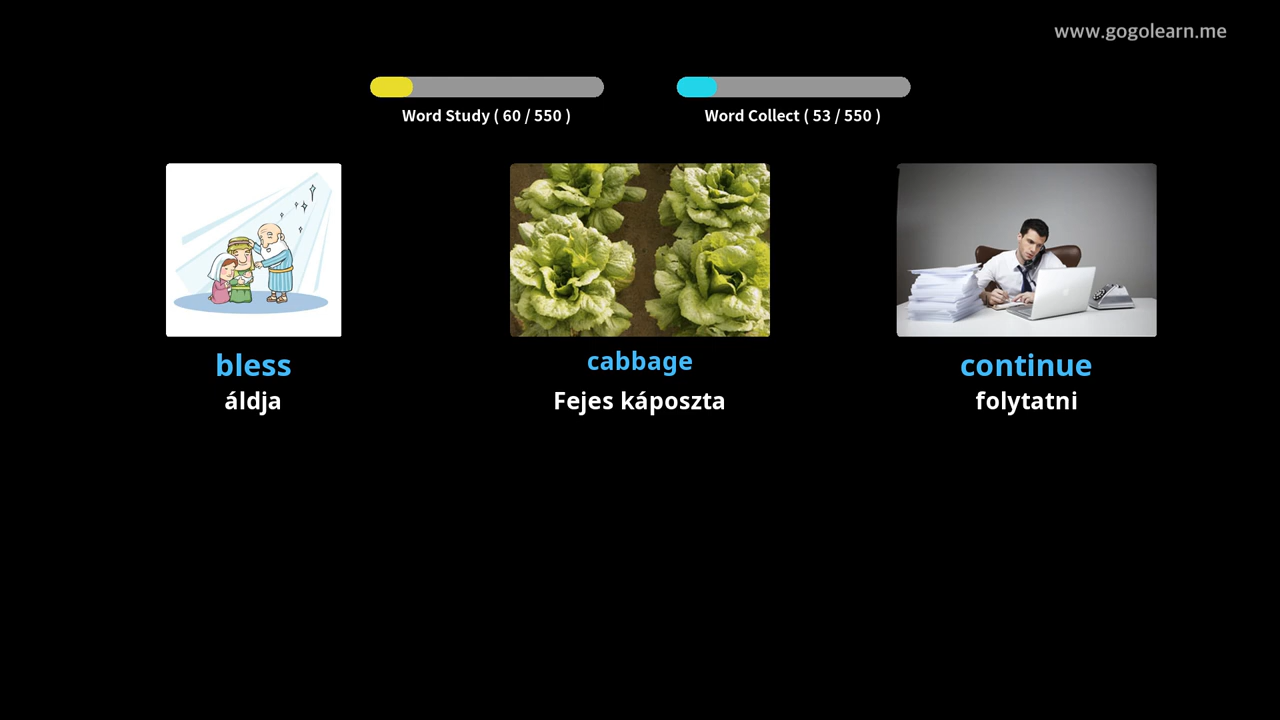 www.gogolearn.me
Word Study ( 60 / 550 )
Word Collect ( 53 / 550 )
bless
áldja
cabbage
Fejes káposzta
continue
folytatni